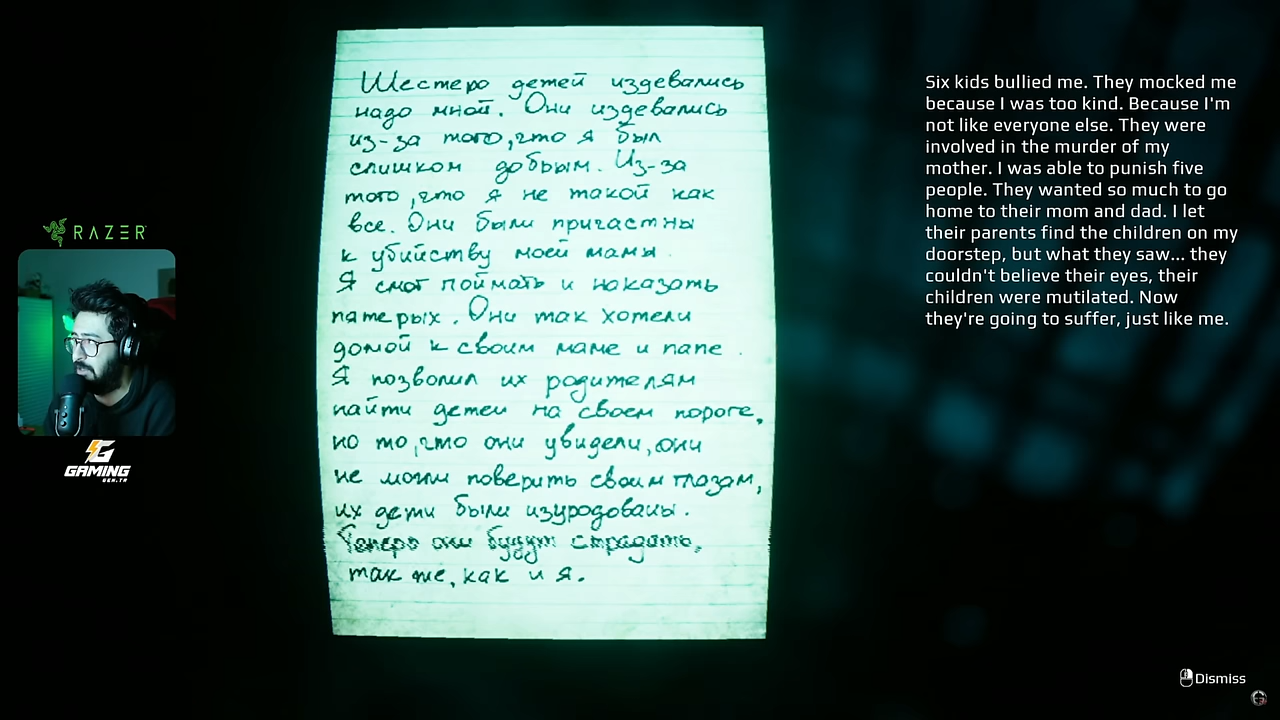 Шестеро детей издевались
надо мной. Они издевались
из-за того, что я был
слишком добрым. Из-за
того, что я не такой как
все. Они были причастны
к убийству моей мамы.
Я смог поймать и наказать
пятерых. Они так хотели
домой к своим маме и папе.
Я позволил их родителям
найти детей на своем пороге,
но то, что они увидели, они
не могли поверить своим глазам,
их дети были изуродованы.
Теперь они будут страдать,
так же, как и я.
Six kids bullied me. They mocked me
because I was too kind. Because I'm
not like everyone else. They were
involved in the murder of my
mother. I was able to punish five
people. They wanted so much to go
home to their mom and dad. I let
their parents find the children on my
doorstep, but what they saw... they
couldn't believe their eyes, their
children were mutilated. Now
they're going to suffer, just like me.
RAZER
GAMING
GEN.TR
Dismiss